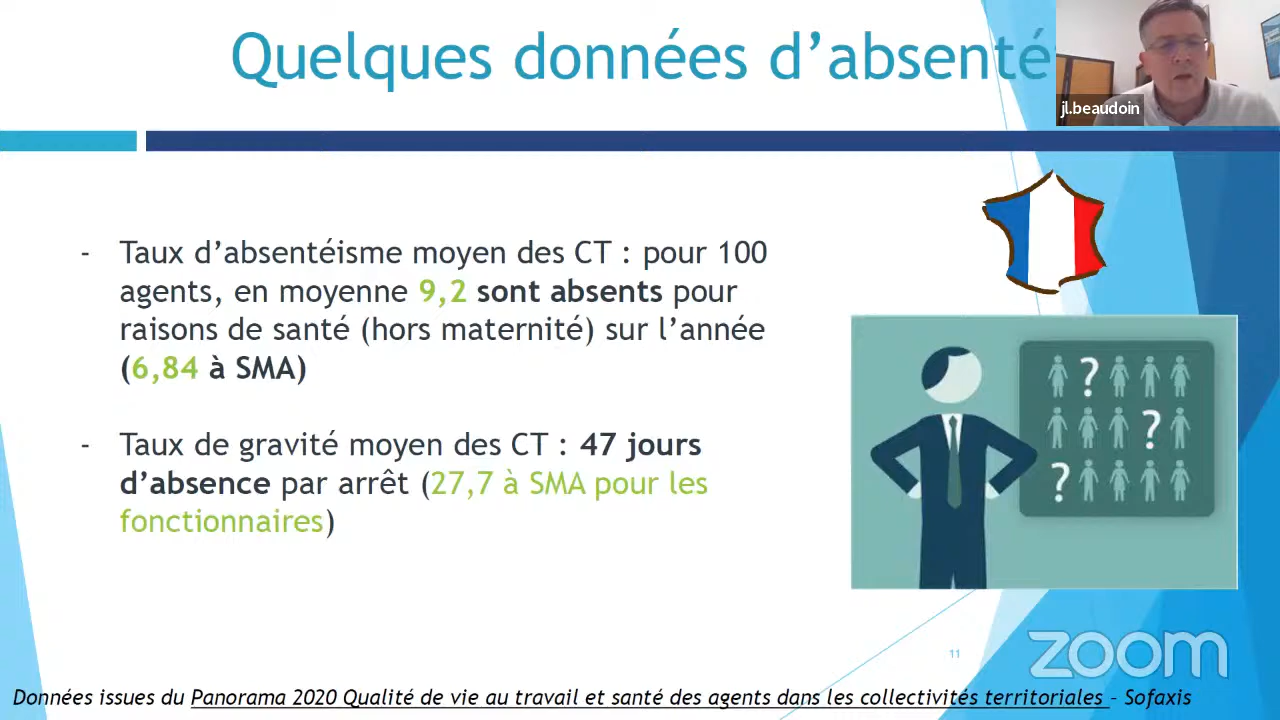 Quelques données d’absenté
jl.beaudoin
- Taux d’absentéisme moyen des CT : pour 100
agents, en moyenne 9,2 sont absents pour
raisons de santé (hors maternité) sur l’année
(6,84 à SMA)
- Taux de gravité moyen des CT : 47 jours
d’absence par arrêt (27,7 à SMA pour les
fonctionnaires)
? 
?
?
11
zoom
Données issues du Panorama 2020 Qualité de vie au travail et santé des agents dans les collectivités territoriales – Sofaxis